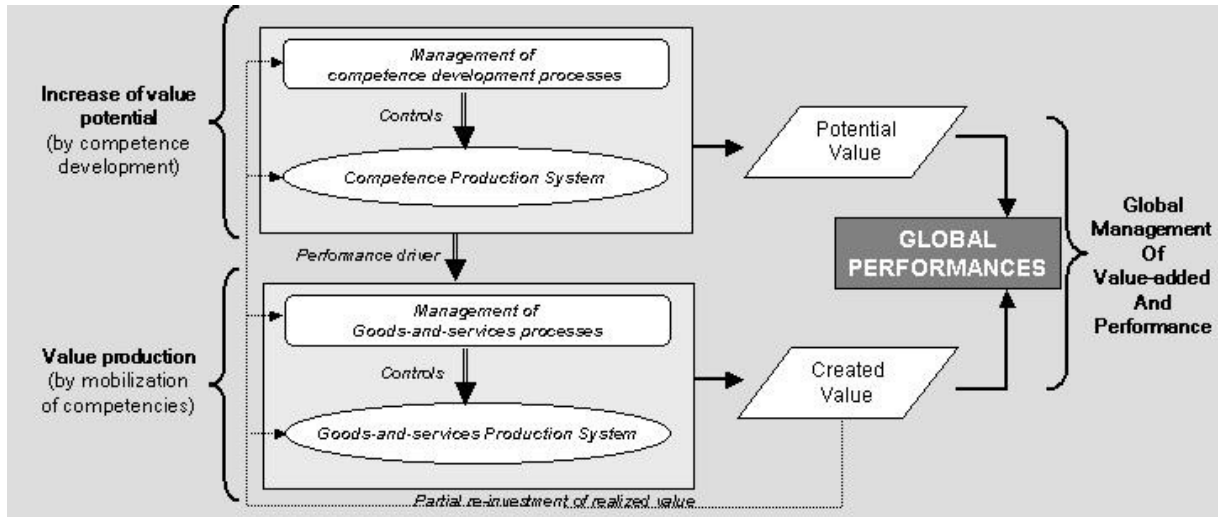 Increase of value
potential
(by competence
development)
Management of
competence development processes
Controls
Competence Production System
Potential
Value
Performance driver
GLOBAL
PERFORMANCES
Global
Management
Of
Value-added
And
Performance
Value production
(by mobilization
of competencies)
Management of
Goods-and-services processes
Controls
Goods-and-services Production System
Created
Value
Partial re-investment of realized value